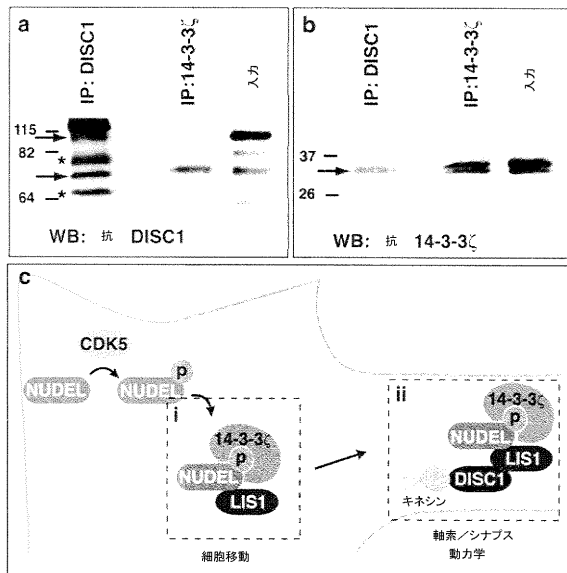 a
IP: DISC1
IP:14-3-3ζ
入力
115
82
*
*
64
WB: 抗 DISC1
b
IP: DISC1
IP: 14-3-3ζ
入力
37
26
WB: 抗 14-3-3ζ
c
CDK5
NUDEL
NUDEL
p
i
14-3-3ζ
p
NUDEL
LIS1
細胞移動
ii
14-3-3ζ
p
NUDEL
LIS1
DISC1
キネシン
軸索/シナプス
動力学